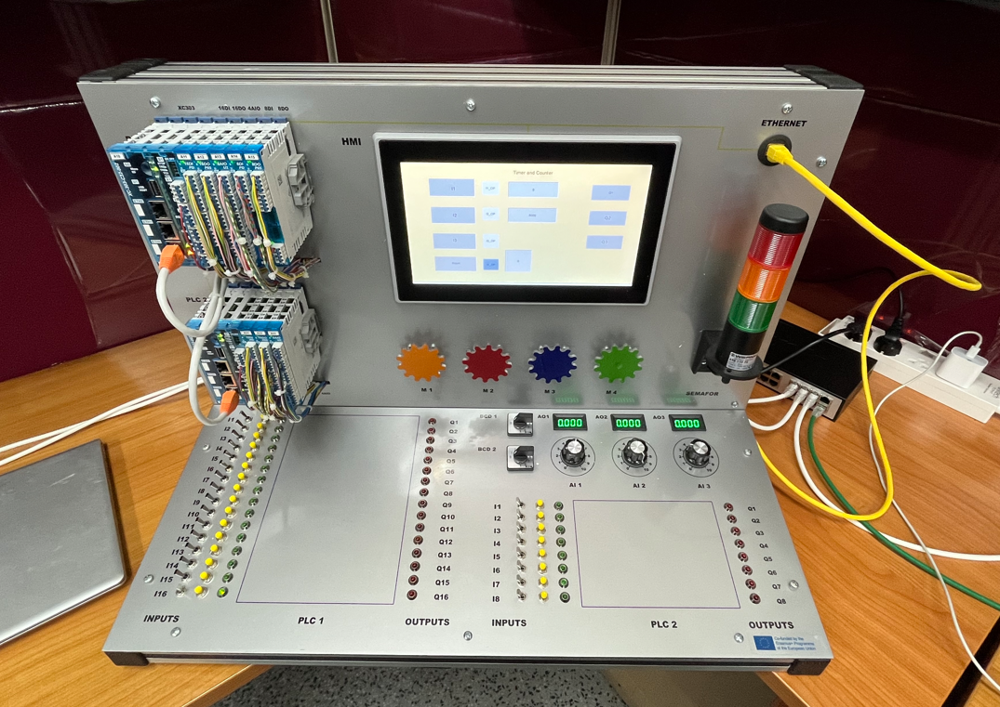 XC303 16DI 16DO 4AIO 8DI 8DO
ETHERNET
HMI
Timer and Counter
PLC 2
M 1 M 2 M 3 M 4
SEMAFOR
BCD 1
BCD 2
AO1 0.000 AO2 0.000 AO3 0.000
AI 1 AI 2 AI 3
I1
I2
I3
I4
I5
I6
I7
I8
I9
I10
I11
I12
I13
I14
I15
I16
Q1
Q2
Q3
Q4
Q5
Q6
Q7
Q8
Q9
Q10
Q11
Q12
Q13
Q14
Q15
Q16
INPUTS PLC 1 OUTPUTS
I1
I2
I3
I4
I5
I6
I7
I8
Q1
Q2
Q3
Q4
Q5
Q6
Q7
Q8
INPUTS PLC 2 OUTPUTS
Co-funded by the
Erasmus+ Programme
of the European Union